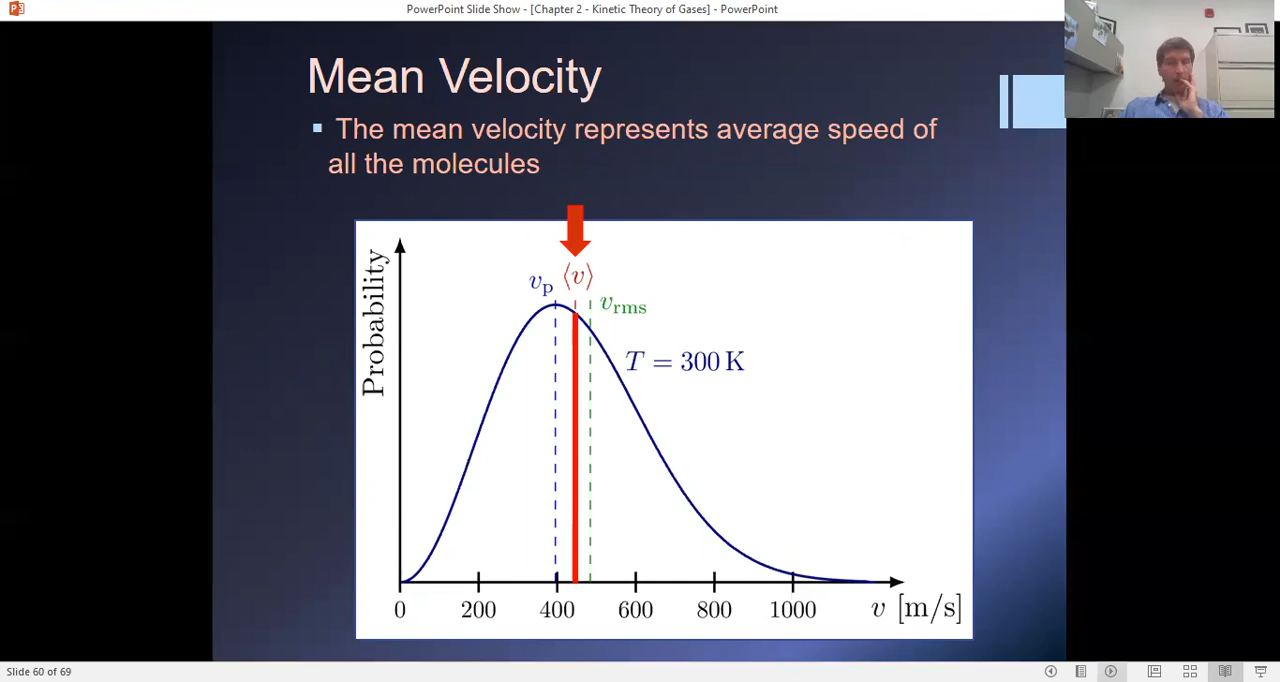 PowerPoint Slide Show - [Chapter 2 - Kinetic Theory of Gases] - PowerPoint
Mean Velocity
▪ The mean velocity represents average speed of
all the molecules
Probability
v_p ⟨v⟩
v_rms
T = 300 K
0 200 400 600 800 1000 v [m/s]
Slide 60 of 69